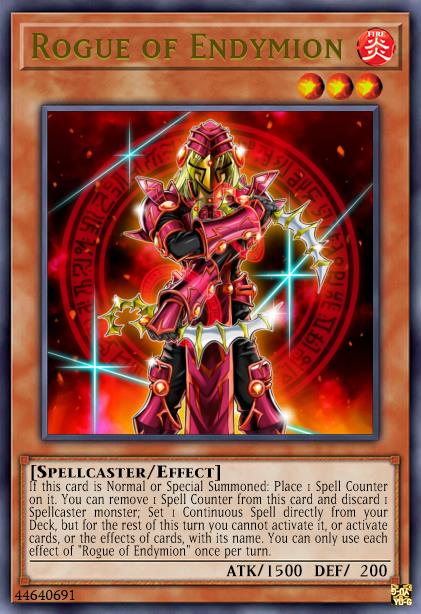 Rogue of Endymion
FIRE
炎
[Spellcaster/Effect]
If this card is Normal or Special Summoned: Place 1 Spell Counter
on it. You can remove 1 Spell Counter from this card and discard 1
Spellcaster monster; Set 1 Continuous Spell directly from your
Deck, but for the rest of this turn you cannot activate it, or activate
cards, or the effects of cards, with its name. You can only use each
effect of "Rogue of Endymion" once per turn.
ATK/1500 DEF/ 200
44640691